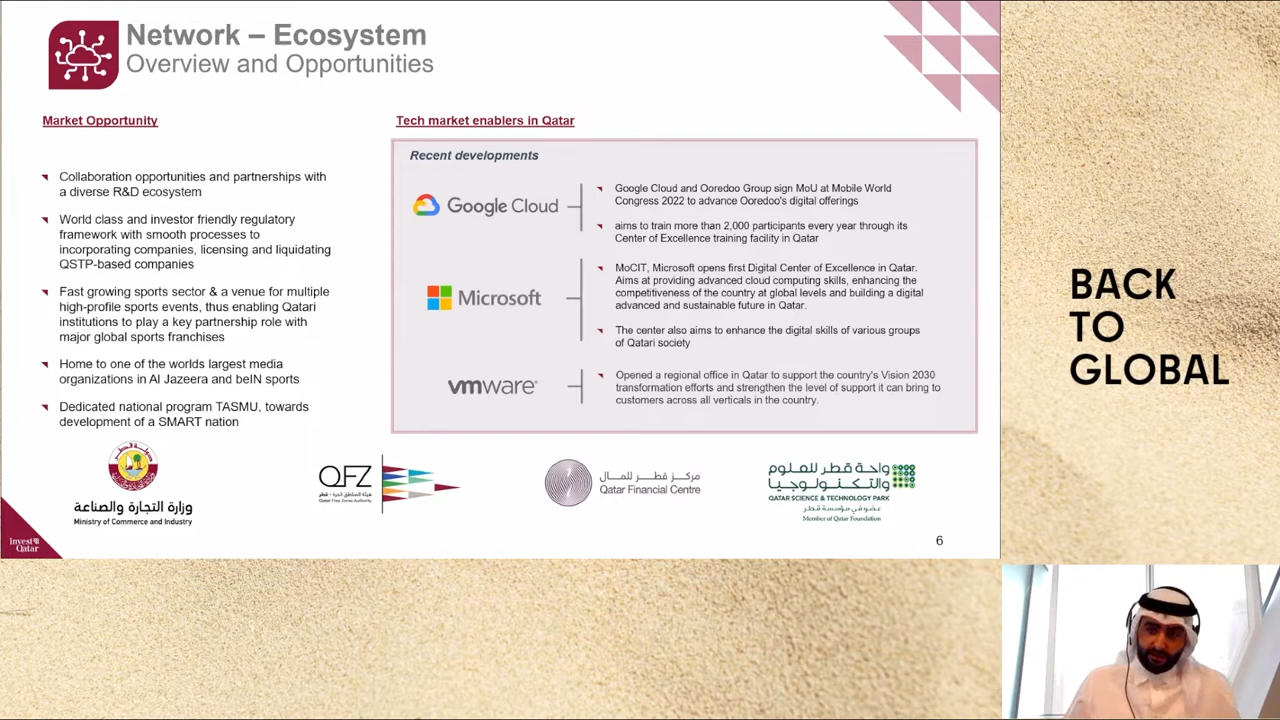 Network – Ecosystem
Overview and Opportunities
Market Opportunity
Collaboration opportunities and partnerships with
a diverse R&D ecosystem
World class and investor friendly regulatory
framework with smooth processes to
incorporating companies, licensing and liquidating
QSTP-based companies
Fast growing sports sector & a venue for multiple
high-profile sports events, thus enabling Qatari
institutions to play a key partnership role with
major global sports franchises
Home to one of the worlds largest media
organizations in Al Jazeera and beIN sports
Dedicated national program TASMU, towards
development of a SMART nation
Tech market enablers in Qatar
Recent developments
Google Cloud
Google Cloud and Ooredoo Group sign MoU at Mobile World
Congress 2022 to advance Ooredoo's digital offerings
aims to train more than 2,000 participants every year through its
Center of Excellence training facility in Qatar
Microsoft
MoCIT, Microsoft opens first Digital Center of Excellence in Qatar.
Aims at providing advanced cloud computing skills, enhancing the
competitiveness of the country at global levels and building a digital
advanced and sustainable future in Qatar.
The center also aims to enhance the digital skills of various groups
of Qatari society
vmware
Opened a regional office in Qatar to support the country's Vision 2030
transformation efforts and strengthen the level of support it can bring to
customers across all verticals in the country.
وزارة التجارة والصناعة
Ministry of Commerce and Industry
QFZ
هيئة المناطق الحرة - قطر
Qatar Free Zones Authority
مركز قطر للمال
Qatar Financial Centre
واحة قطر للعلوم
والتكنولوجيا
QATAR SCIENCE & TECHNOLOGY PARK
عضو في مؤسسة قطر
Member of Qatar Foundation
Invest
Qatar
6
BACK
TO
GLOBAL